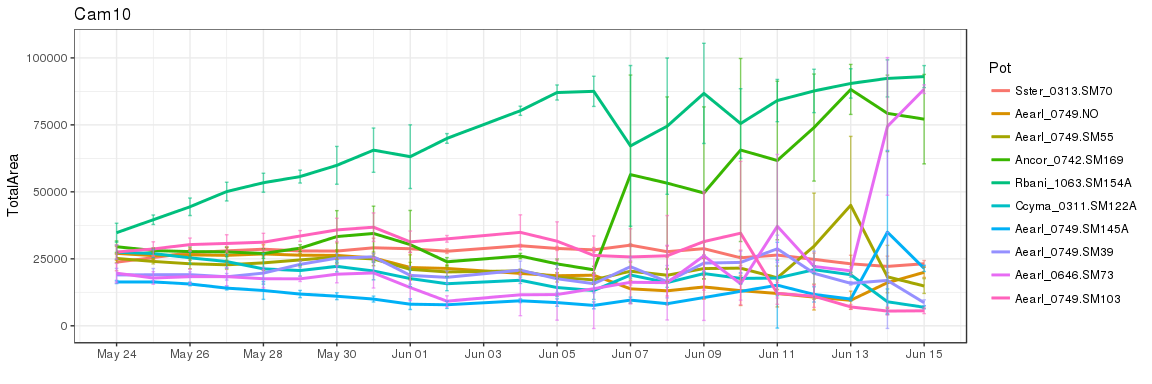 Cam10
TotalArea
100000
75000
50000
25000
0
May 24
May 26
May 28
May 30
Jun 01
Jun 03
Jun 05
Jun 07
Jun 09
Jun 11
Jun 13
Jun 15
Pot
Sster_0313.SM70
Aearl_0749.NO
Aearl_0749.SM55
Ancor_0742.SM169
Rbani_1063.SM154A
Ccyma_0311.SM122A
Aearl_0749.SM145A
Aearl_0749.SM39
Aearl_0646.SM73
Aearl_0749.SM103